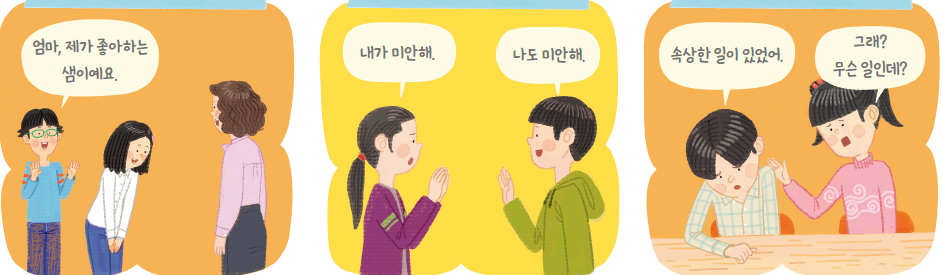 엄마, 제가 좋아하는
샘이예요.
내가 미안해.
나도 미안해.
속상한 일이 있었어.
그래?
무슨 일인데?